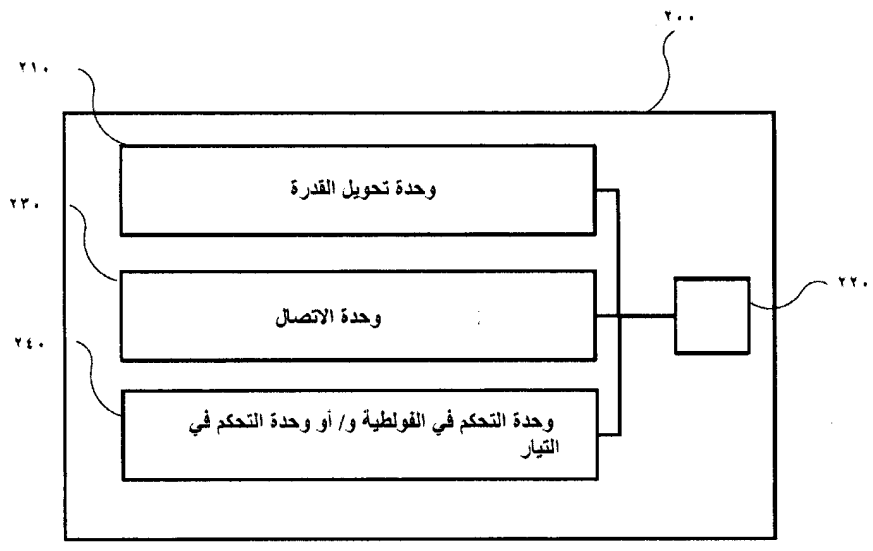 ٢٠٠
٢١٠
وحدة تحويل القدرة
٢٣٠
٢٢٠
وحدة الاتصال
٢٤٠
وحدة التحكم في الفولطية و/ أو وحدة التحكم في
التيار